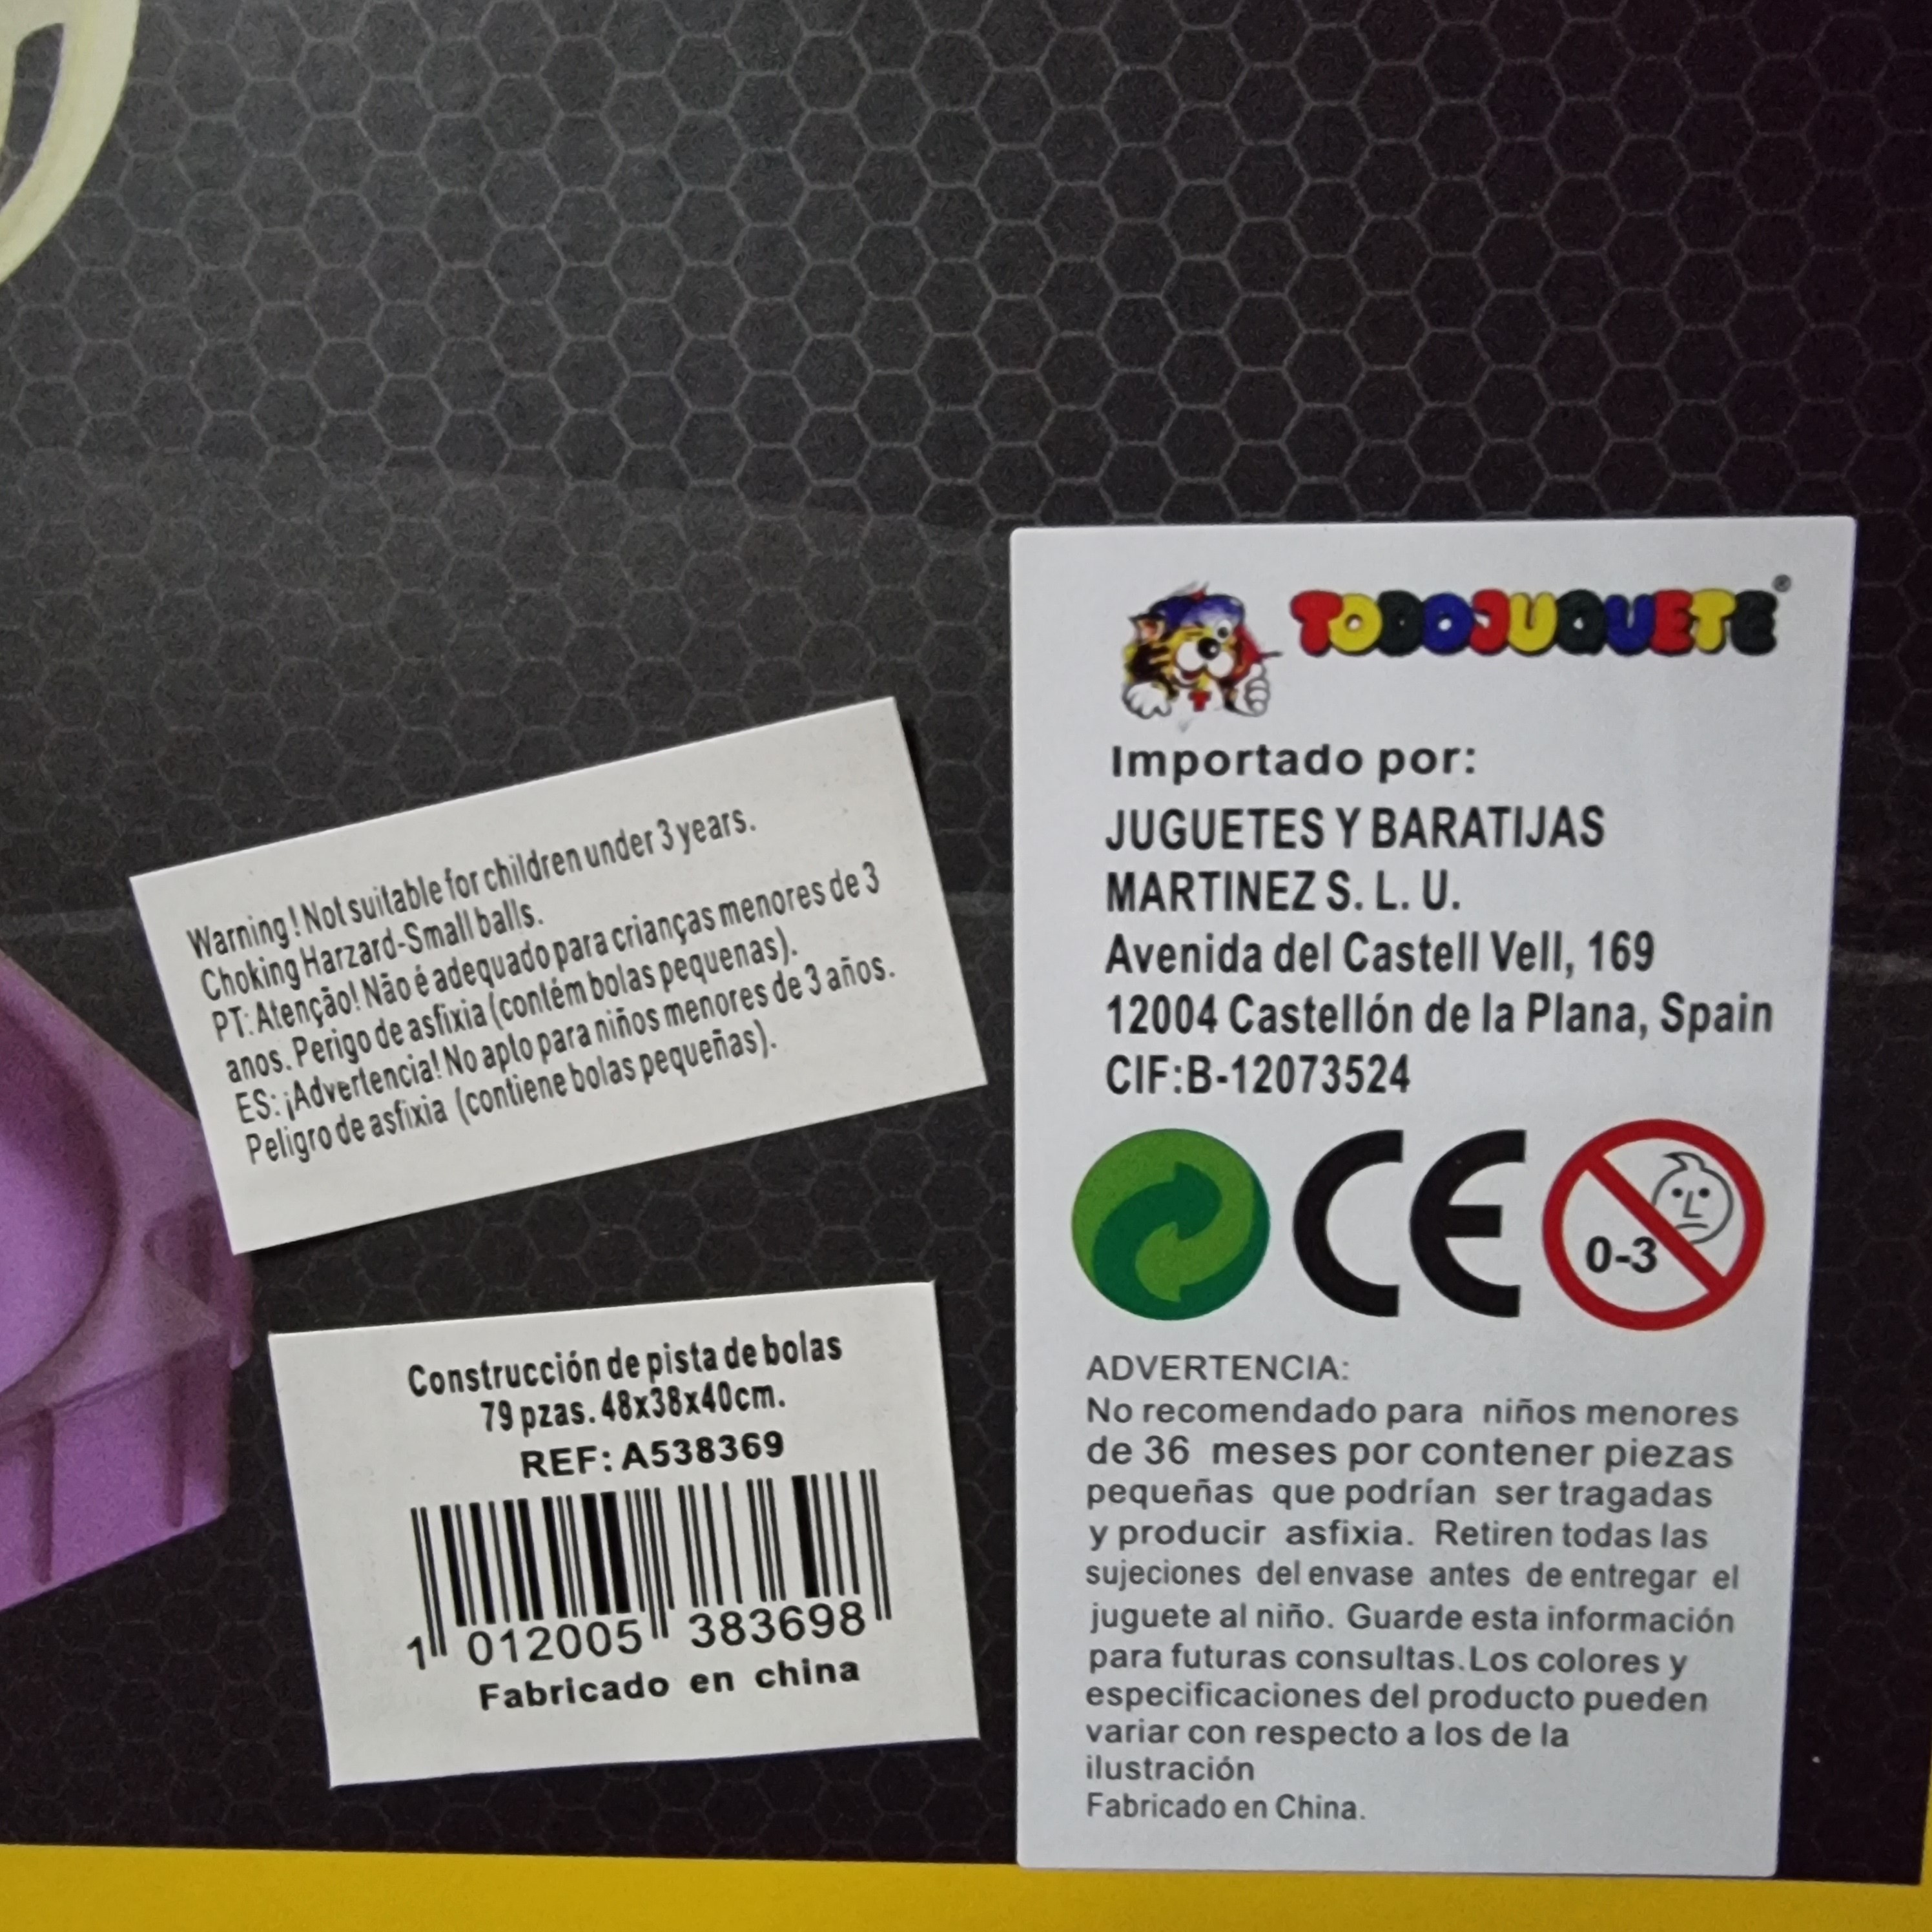 Warning! Not suitable for children under 3 years.
Choking Harzard-Small balls.
PT: Atenção! Não é adequado para crianças menores de 3
anos. Perigo de asfixia (contém bolas pequenas).
ES: ¡Advertencia! No apto para niños menores de 3 años.
Peligro de asfixia (contiene bolas pequeñas).
Construcción de pista de bolas
79 pzas. 48x38x40cm.
REF: A538369
1 012005 383698
Fabricado en china
TODOJUQUETE®
Importado por:
JUGUETES Y BARATIJAS
MARTINEZ S. L. U.
Avenida del Castell Vell, 169
12004 Castellón de la Plana, Spain
CIF:B-12073524
CE
0-3
ADVERTENCIA:
No recomendado para niños menores
de 36 meses por contener piezas
pequeñas que podrían ser tragadas
y producir asfixia. Retiren todas las
sujeciones del envase antes de entregar el
juguete al niño. Guarde esta información
para futuras consultas.Los colores y
especificaciones del producto pueden
variar con respecto a los de la
ilustración
Fabricado en China.